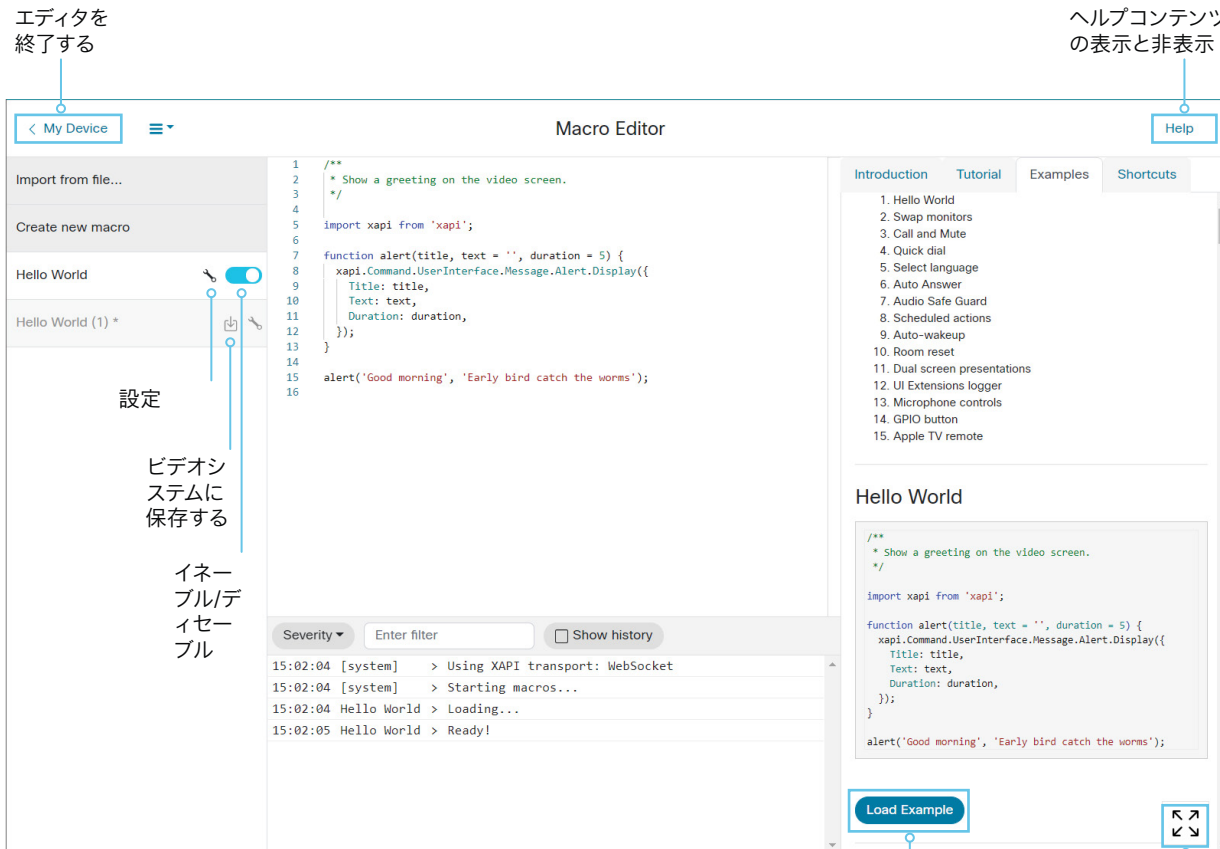 エディタを
終了する
ヘルプコンテンツ
の表示と非表示
My Device
Macro Editor
Help
Import from file...
Create new macro
Hello World
Hello World (1) *
設定
ビデオシ
ステムに
保存する
イネー
ブル/デ
ィセー
ブル
1 /**
2 * Show a greeting on the video screen.
3 */
4
5 import xapi from 'xapi';
6
7 function alert(title, text = '', duration = 5) {
8 xapi.Command.UserInterface.Message.Alert.Display({
9 Title: title,
10 Text: text,
11 Duration: duration,
12 });
13 }
14
15 alert('Good morning', 'Early bird catch the worms');
16
Severity
Enter filter
Show history
15:02:04 [system] > Using XAPI transport: WebSocket
15:02:04 [system] > Starting macros...
15:02:04 Hello World > Loading...
15:02:05 Hello World > Ready!
Introduction Tutorial Examples Shortcuts
1. Hello World
2. Swap monitors
3. Call and Mute
4. Quick dial
5. Select language
6. Auto Answer
7. Audio Safe Guard
8. Scheduled actions
9. Auto-wakeup
10. Room reset
11. Dual screen presentations
12. UI Extensions logger
13. Microphone controls
14. GPIO button
15. Apple TV remote
Hello World
/**
* Show a greeting on the video screen.
*/
import xapi from 'xapi';
function alert(title, text = '', duration = 5) {
xapi.Command.UserInterface.Message.Alert.Display({
Title: title,
Text: text,
Duration: duration,
});
}
alert('Good morning', 'Early bird catch the worms');
Load Example